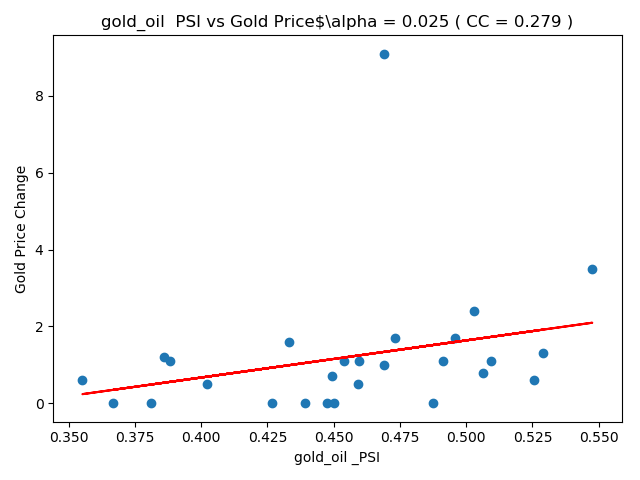 gold_oil  PSI vs Gold Price$\alpha = 0.025 ( CC = 0.279 )
Gold Price Change
8
6
4
2
0
0.350 0.375 0.400 0.425 0.450 0.475 0.500 0.525 0.550
gold_oil _PSI